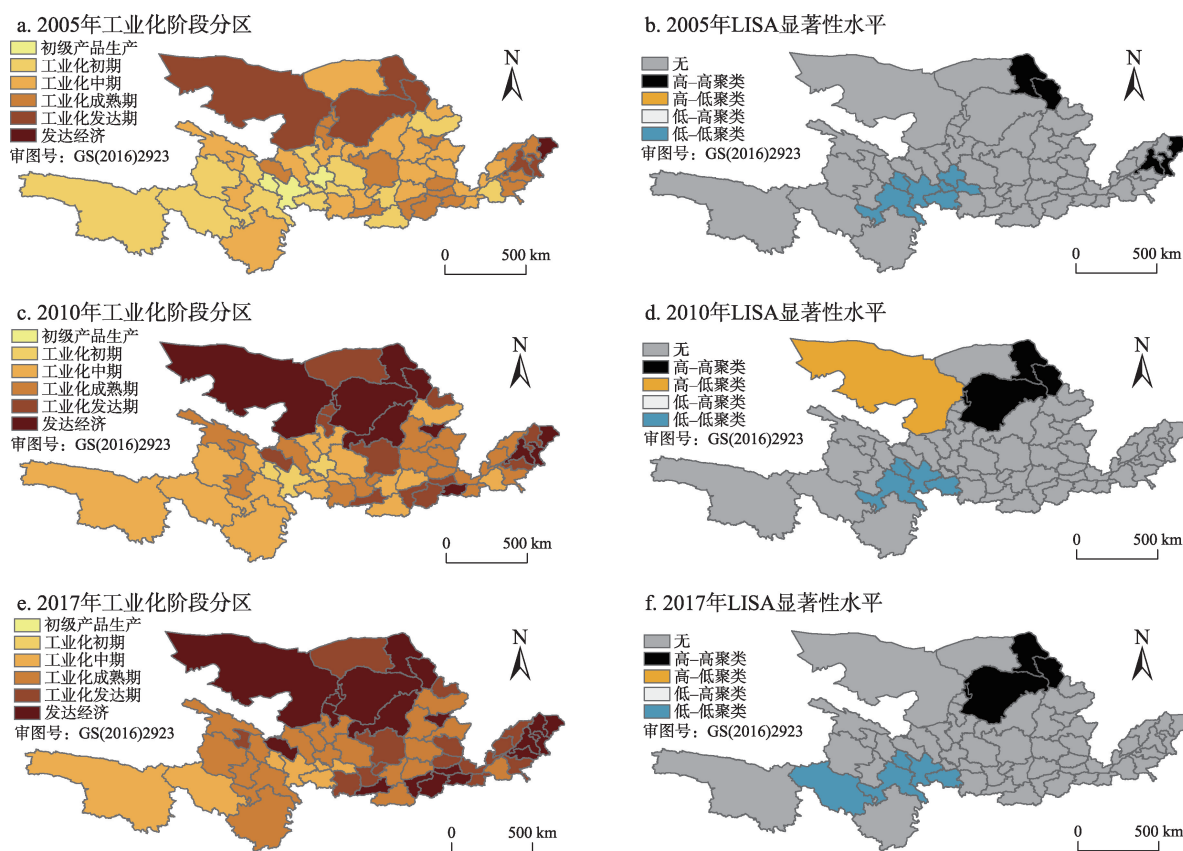 a. 2005年工业化阶段分区
初级产品生产
工业化初期
工业化中期
工业化成熟期
工业化发达期
发达经济
审图号：GS(2016)2923
N
0 500 km
b. 2005年LISA显著性水平
无
高–高聚类
高–低聚类
低–高聚类
低–低聚类
审图号：GS(2016)2923
N
0 500 km
c. 2010年工业化阶段分区
初级产品生产
工业化初期
工业化中期
工业化成熟期
工业化发达期
发达经济
审图号：GS(2016)2923
N
0 500 km
d. 2010年LISA显著性水平
无
高–高聚类
高–低聚类
低–高聚类
低–低聚类
审图号：GS(2016)2923
N
0 500 km
e. 2017年工业化阶段分区
初级产品生产
工业化初期
工业化中期
工业化成熟期
工业化发达期
发达经济
审图号：GS(2016)2923
N
0 500 km
f. 2017年LISA显著性水平
无
高–高聚类
高–低聚类
低–高聚类
低–低聚类
审图号：GS(2016)2923
N
0 500 km